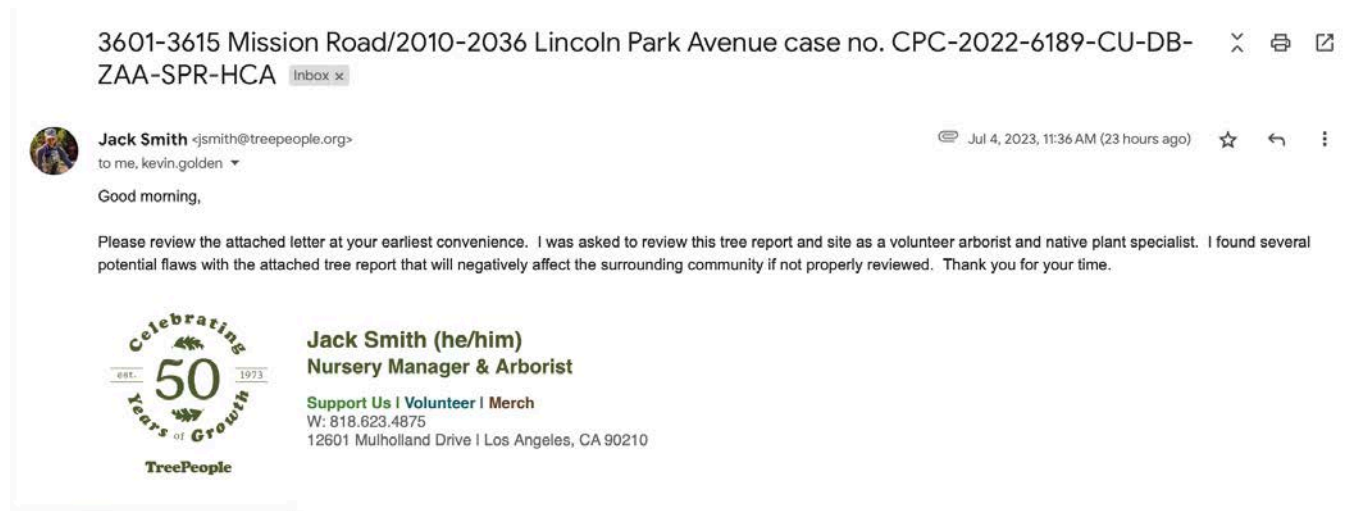 3601-3615 Mission Road/2010-2036 Lincoln Park Avenue case no. CPC-2022-6189-CU-DB-
ZAA-SPR-HCA Inbox x
Jack Smith <jsmith@treepeople.org>
Jul 4, 2023, 11:36 AM (23 hours ago)
to me, kevin.golden
Good morning,
Please review the attached letter at your earliest convenience. I was asked to review this tree report and site as a volunteer arborist and native plant specialist. I found several
potential flaws with the attached tree report that will negatively affect the surrounding community if not properly reviewed. Thank you for your time.
Celebrating
est. 50 1973
Years of Growth
TreePeople
Jack Smith (he/him)
Nursery Manager & Arborist
Support Us | Volunteer | Merch
W: 818.623.4875
12601 Mulholland Drive | Los Angeles, CA 90210